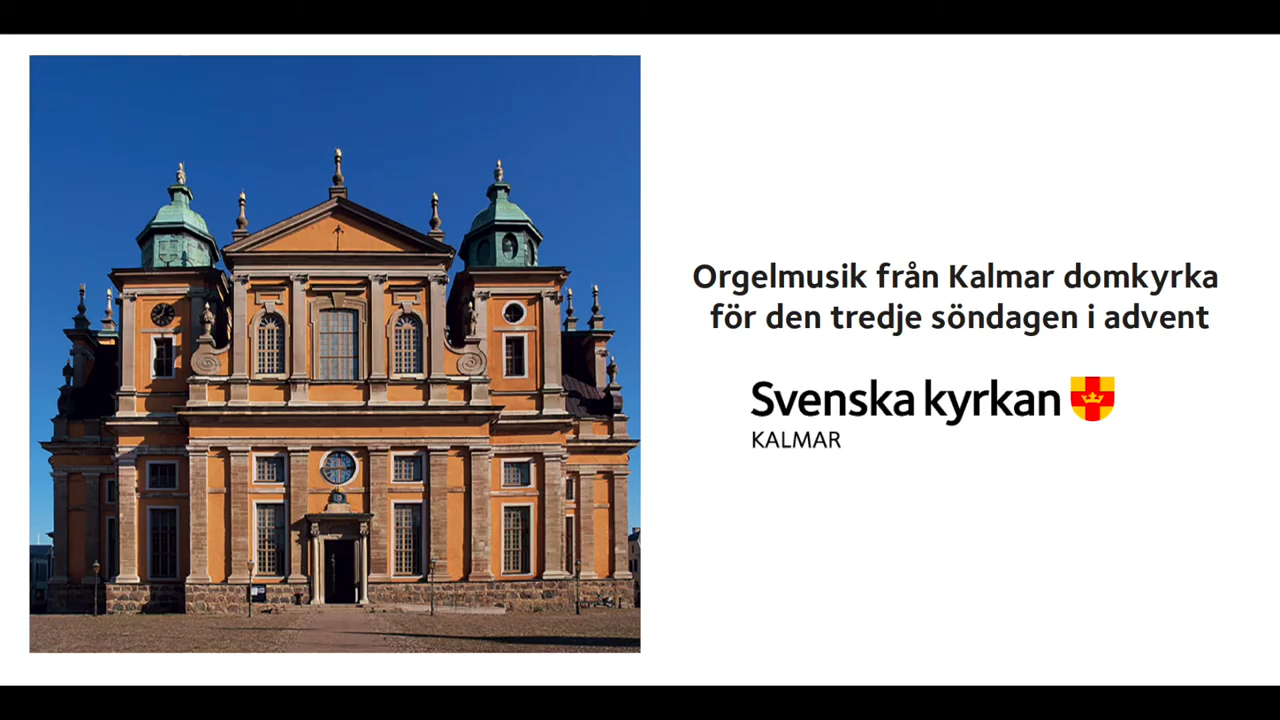 Orgelmusik från Kalmar domkyrka
för den tredje söndagen i advent
Svenska kyrkan
KALMAR